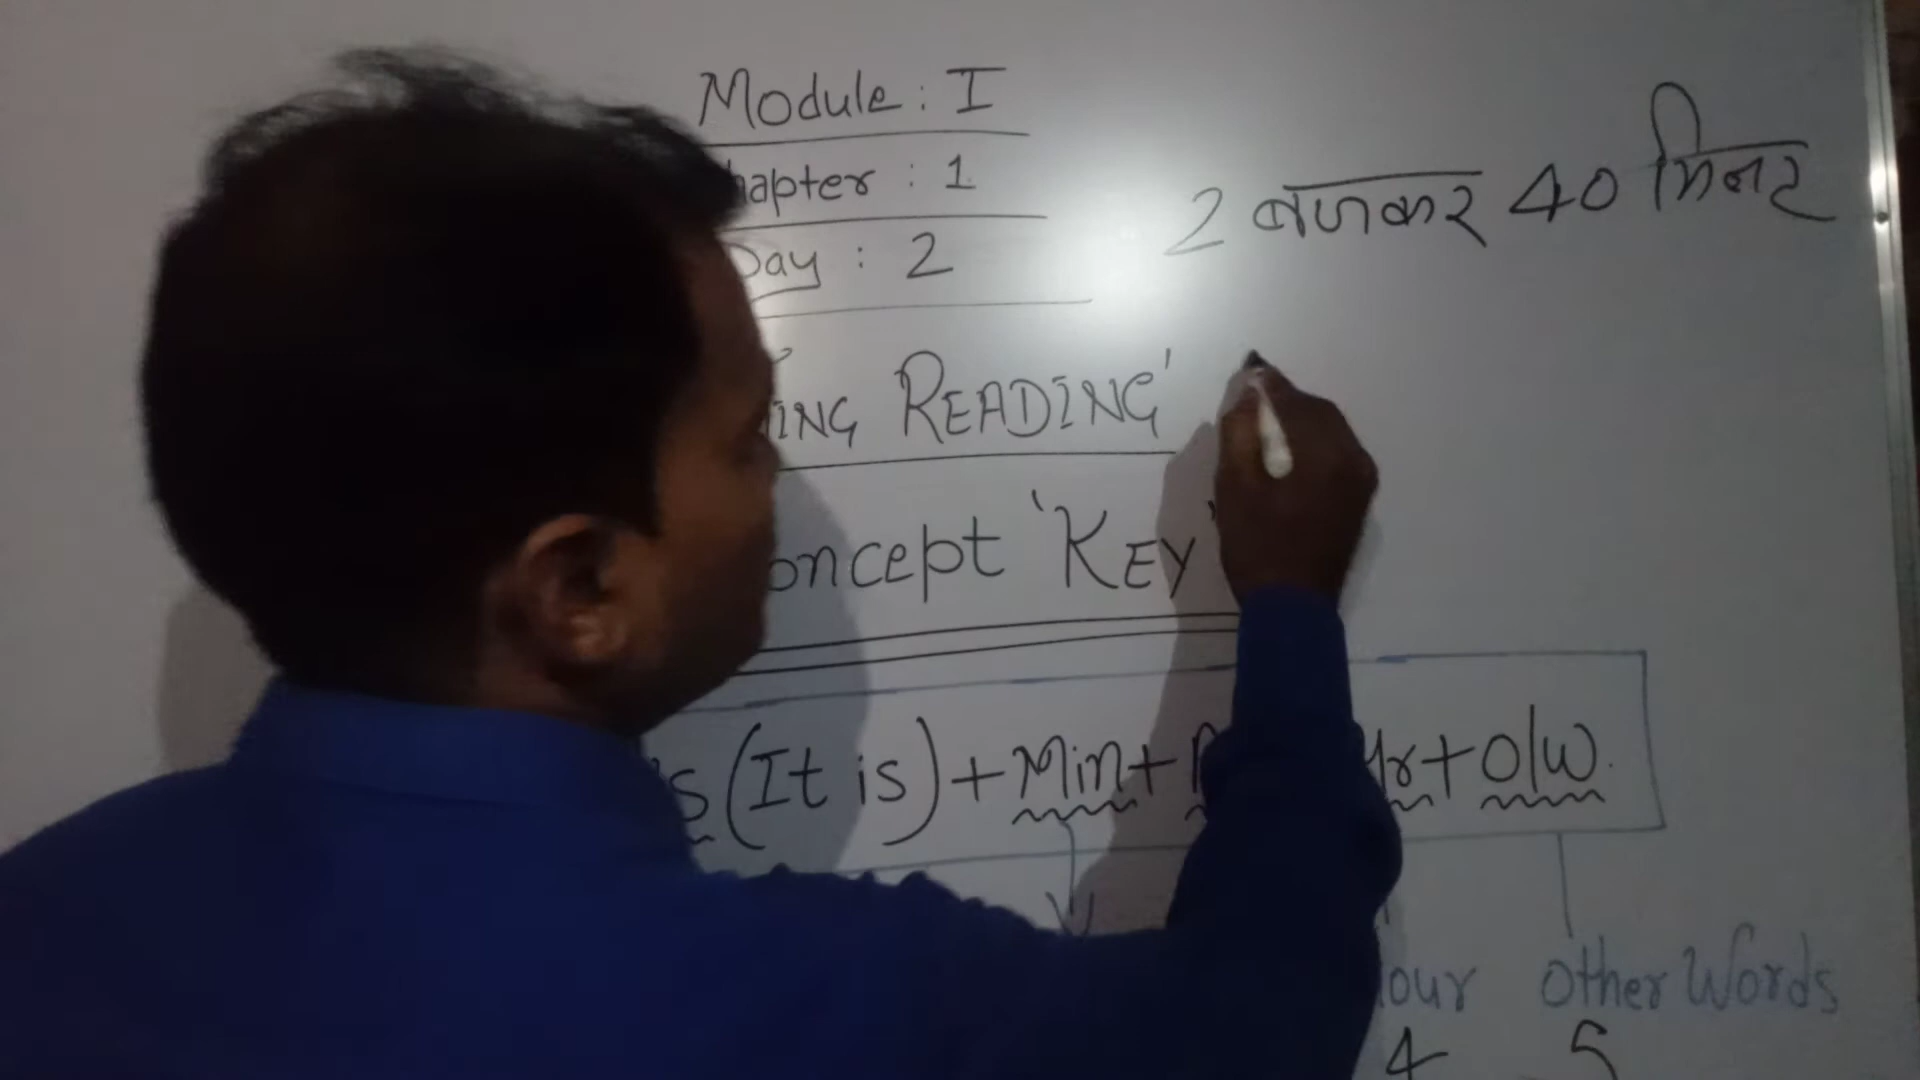 Module : I
hapter : 1
Day : 2
2 बजकर 40 मिनट
ING READING'
oncept 'KEY'
's (It is) + Min + Hr + O/W.
our Other Words
4 5